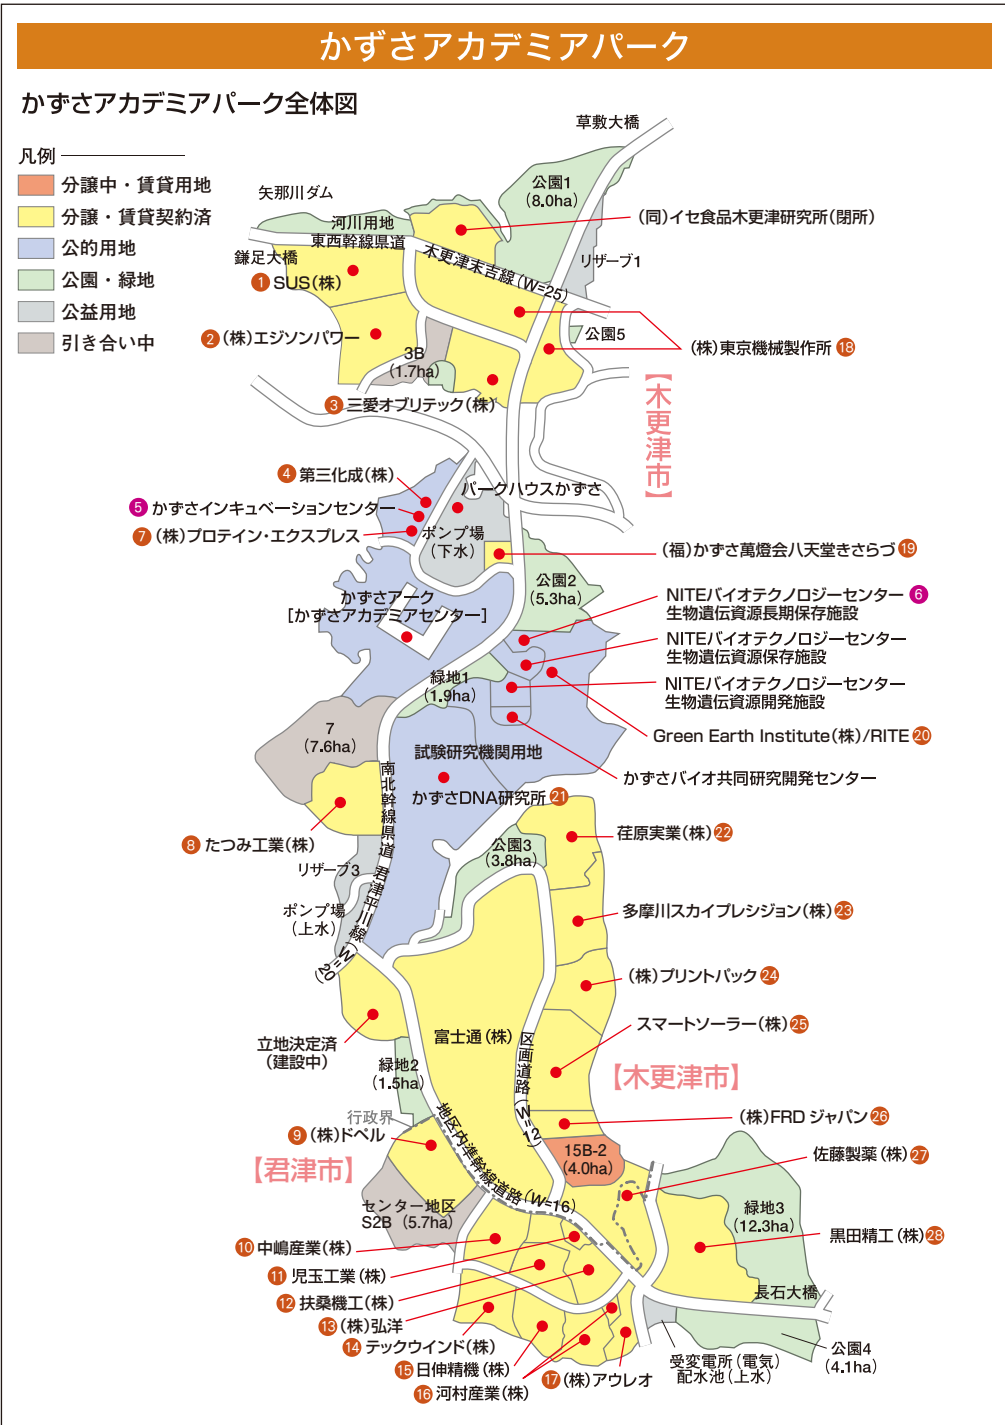 かずさアカデミアパーク
かずさアカデミアパーク全体図
凡例
分譲中・賃貸用地
分譲・賃貸契約済
公的用地
公園・緑地
公益用地
引き合い中
草敷大橋
公園1
(8.0ha)
矢那川ダム
河川用地
東西幹線県道
(同)イセ食品木更津研究所(閉所)
鎌足大橋
木更津末吉線(W=25)
リザーブ1
1 SUS(株)
2 (株)エジソンパワー
公園5
3B
(1.7ha)
(株)東京機械製作所 18
【木更津市】
3 三愛オブリテック(株)
4 第三化成(株)
パークハウスかずさ
5 かずさインキュベーションセンター
7 (株)プロテイン・エクスプレス
ポンプ場
(下水)
(福)かずさ萬燈会八天堂きさらづ 19
公園2
(5.3ha)
かずさアーク
[かずさアカデミアセンター]
NITEバイオテクノロジーセンター 6
生物遺伝資源長期保存施設
NITEバイオテクノロジーセンター
生物遺伝資源保存施設
緑地1
(1.9ha)
NITEバイオテクノロジーセンター
生物遺伝資源開発施設
7
(7.6ha)
Green Earth Institute(株)/RITE 20
試験研究機関用地
かずさバイオ共同研究開発センター
かずさDNA研究所 21
南北幹線県道 君津平川線(W=20)
8 たつみ工業(株)
荏原実業(株) 22
公園3
(3.8ha)
リザーブ3
ポンプ場
(上水)
多摩川スカイプレシジョン(株) 23
(株)プリントパック 24
スマートソーラー(株) 25
富士通(株)
区画道路(W=12)
立地決定済
(建設中)
緑地2
(1.5ha)
【木更津市】
行政界
地区内準幹線道路(W=16)
(株)FRD ジャパン 26
9 (株)ドペル
【君津市】
15B-2
(4.0ha)
佐藤製薬(株) 27
センター地区
S2B (5.7ha)
緑地3
(12.3ha)
黒田精工(株) 28
10 中嶋産業(株)
11 児玉工業(株)
12 扶桑機工(株)
13 (株)弘洋
長石大橋
14 テックウインド(株)
15 日伸精機(株)
16 河村産業(株)
17 (株)アウレオ
受変電所(電気)
配水池(上水)
公園4
(4.1ha)